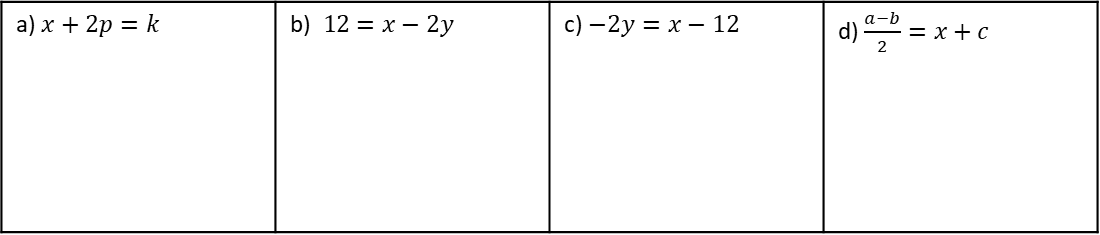 a) x + 2p = k
b) 12 = x − 2y
c) −2y = x − 12
d) (a−b)/2 = x + c